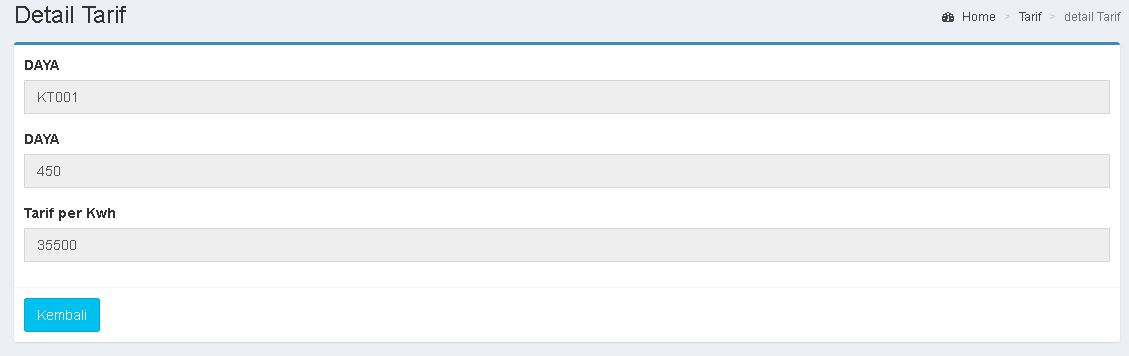 Detail Tarif
Home > Tarif > detail Tarif
DAYA
KT001
DAYA
450
Tarif per Kwh
35500
Kembali